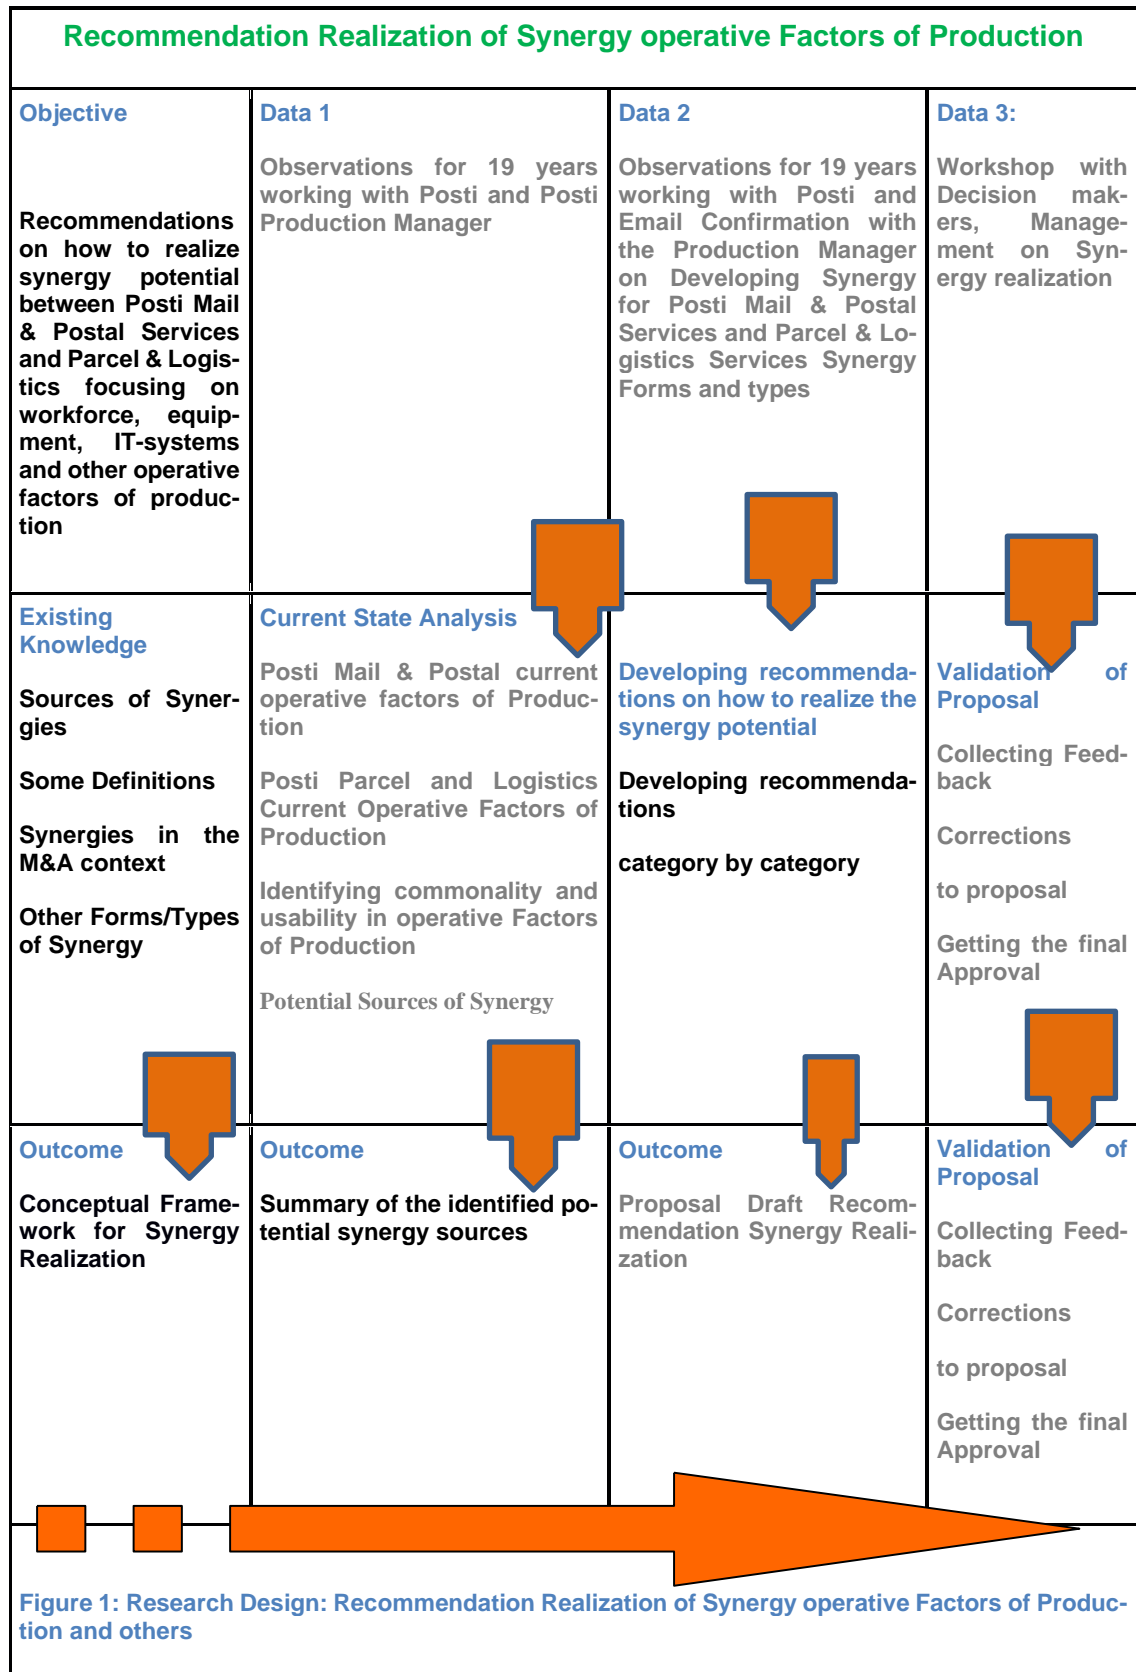 Recommendation Realization of Synergy operative Factors of Production
Objective
Recommendations
on how to realize
synergy potential
between Posti Mail
& Postal Services
and Parcel & Logis-
tics focusing on
workforce, equip-
ment, IT-systems
and other operative
factors of produc-
tion
Data 1
Observations for 19 years
working with Posti and Posti
Production Manager
Data 2
Observations for 19 years
working with Posti and
Email Confirmation with
the Production Manager
on Developing Synergy
for Posti Mail & Postal
Services and Parcel & Lo-
gistics Services Synergy
Forms and types
Data 3:
Workshop with
Decision mak-
ers, Manage-
ment on Syn-
ergy realization
Existing
Knowledge
Sources of Syner-
gies
Some Definitions
Synergies in the
M&A context
Other Forms/Types
of Synergy
Current State Analysis
Posti Mail & Postal current
operative factors of Produc-
tion
Posti Parcel and Logistics
Current Operative Factors of
Production
Identifying commonality and
usability in operative Factors
of Production
Potential Sources of Synergy
Developing recommenda-
tions on how to realize the
synergy potential
Developing recommenda-
tions
category by category
Validation of
Proposal
Collecting Feed-
back
Corrections
to proposal
Getting the final
Approval
Outcome
Conceptual Frame-
work for Synergy
Realization
Outcome
Summary of the identified po-
tential synergy sources
Outcome
Proposal Draft Recom-
mendation Synergy Reali-
zation
Validation of
Proposal
Collecting Feed-
back
Corrections
to proposal
Getting the final
Approval
Figure 1: Research Design: Recommendation Realization of Synergy operative Factors of Produc-
tion and others